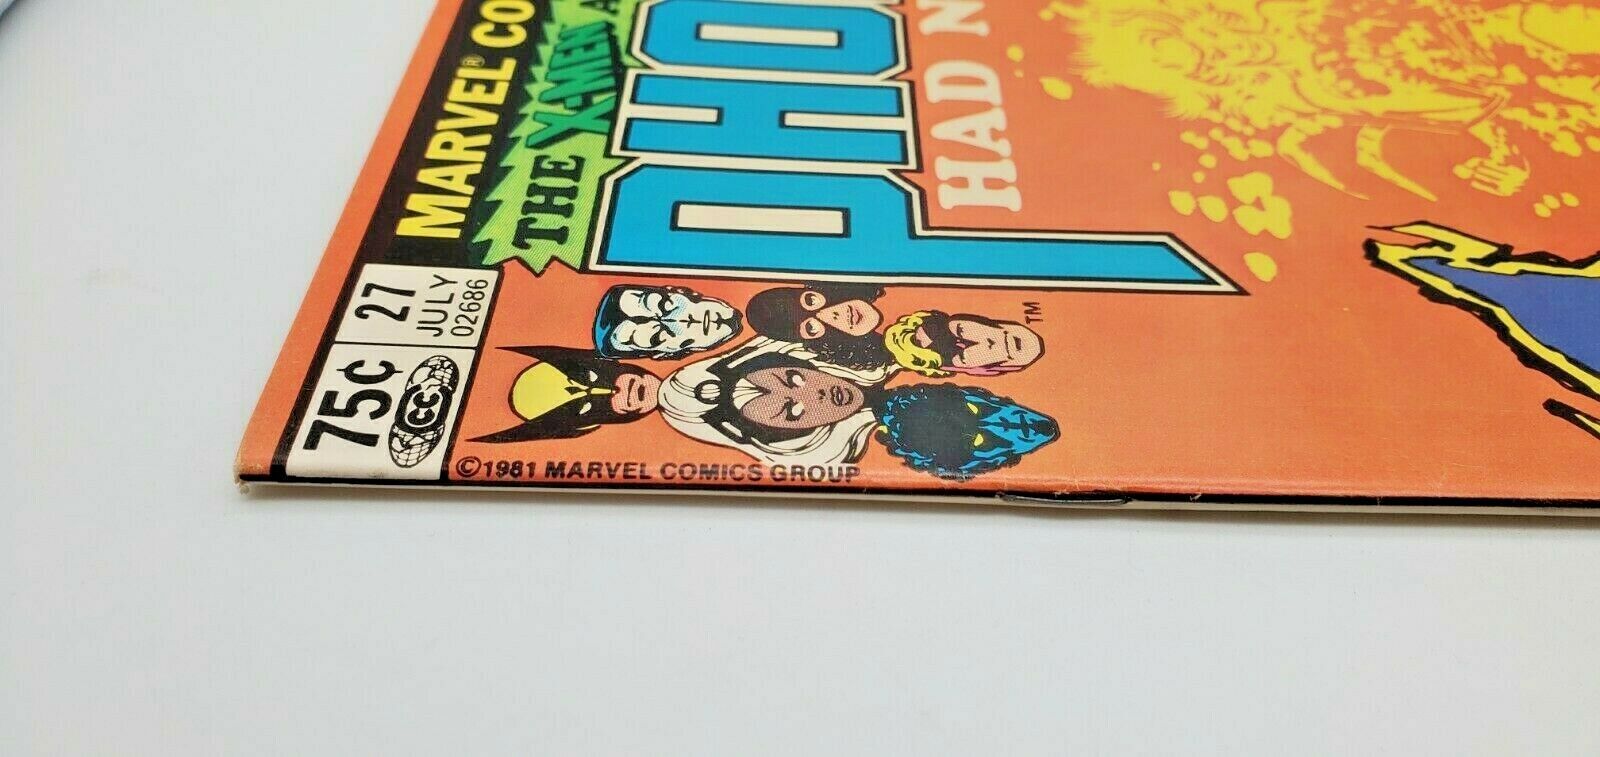 MARVEL® CO
THE X-MEN A
PHO
HAD N
75¢
27
JULY
02686
CC
TM
©1981 MARVEL COMICS GROUP